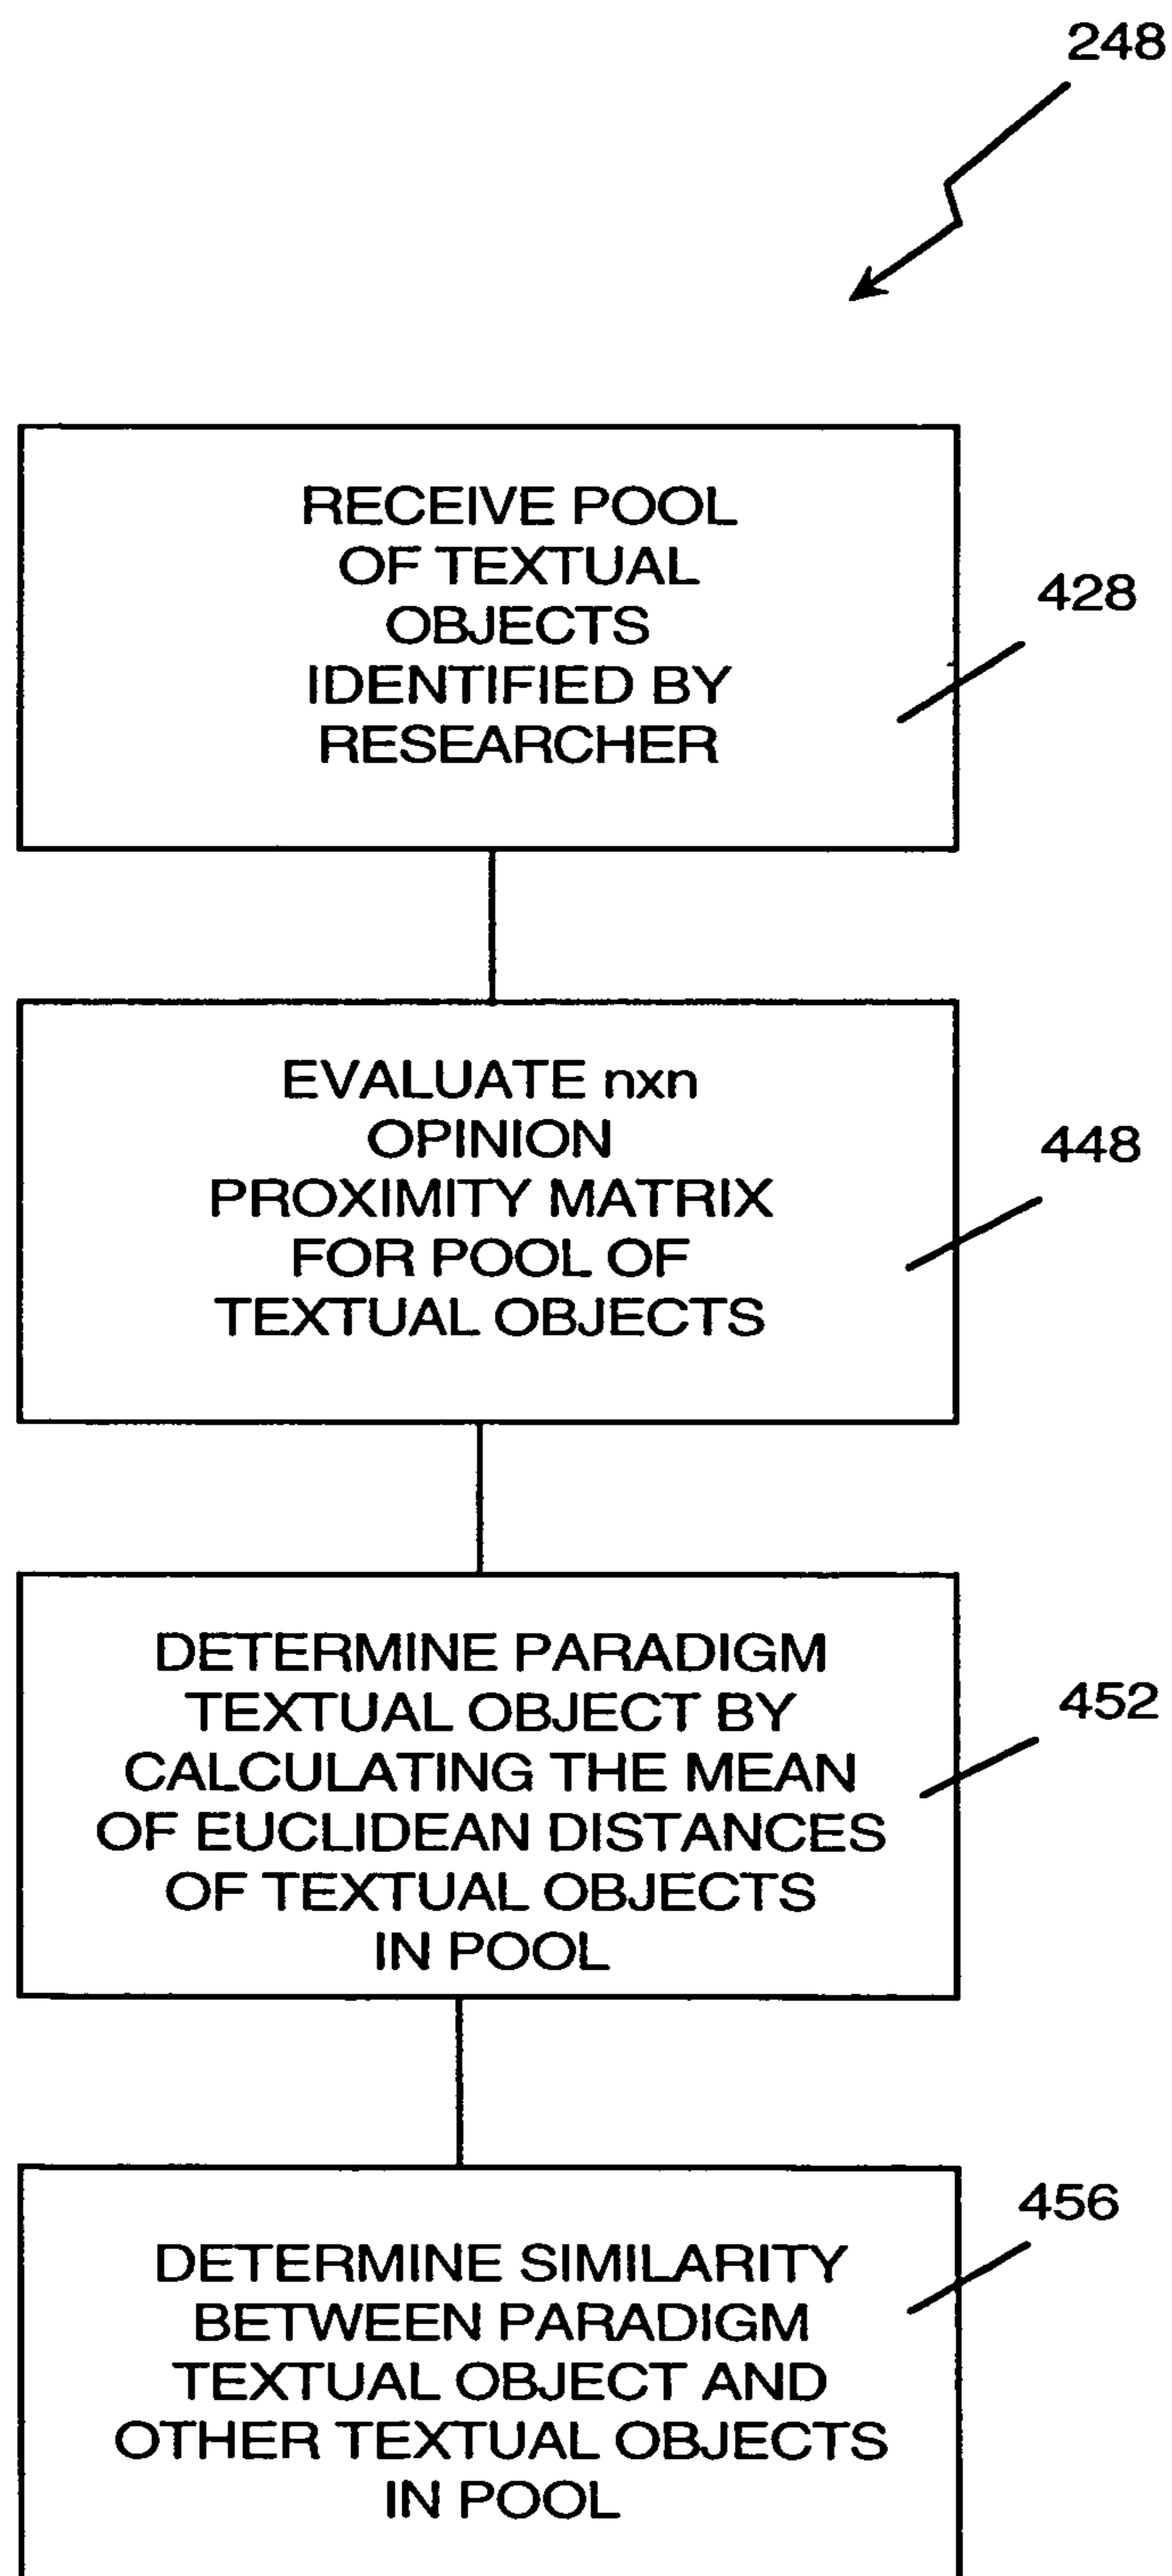 248
RECEIVE POOL
OF TEXTUAL
OBJECTS
IDENTIFIED BY
RESEARCHER
428
EVALUATE nxn
OPINION
PROXIMITY MATRIX
FOR POOL OF
TEXTUAL OBJECTS
448
DETERMINE PARADIGM
TEXTUAL OBJECT BY
CALCULATING THE MEAN
OF EUCLIDEAN DISTANCES
OF TEXTUAL OBJECTS
IN POOL
452
DETERMINE SIMILARITY
BETWEEN PARADIGM
TEXTUAL OBJECT AND
OTHER TEXTUAL OBJECTS
IN POOL
456